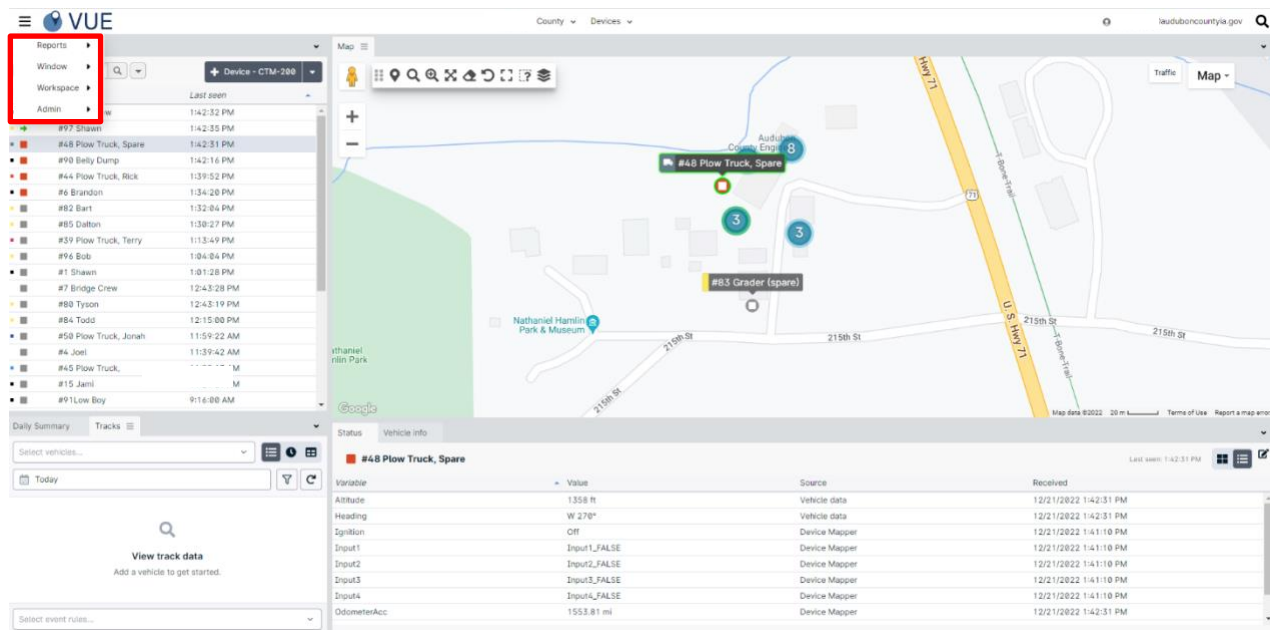 VUE
County
Devices
lauduboncountyia.gov
Reports
Window
Workspace
Admin
Device - CTM-200
Last seen
1:42:32 PM
#97 Shawn 1:42:35 PM
#48 Plow Truck, Spare 1:42:31 PM
#90 Belly Dump 1:42:16 PM
#44 Plow Truck, Rick 1:39:52 PM
#6 Brandon 1:34:20 PM
#82 Bart 1:32:04 PM
#85 Dalton 1:30:27 PM
#39 Plow Truck, Terry 1:13:49 PM
#96 Bob 1:04:04 PM
#1 Shawn 1:01:28 PM
#7 Bridge Crew 12:43:28 PM
#80 Tyson 12:43:19 PM
#84 Todd 12:15:00 PM
#50 Plow Truck, Jonah 11:59:22 AM
#4 Joel 11:39:42 AM
#45 Plow Truck, M
#15 Jami M
#91Low Boy 9:16:00 AM
Map
Traffic
Map
Hwy 71
Audubon
County Engi
8
#48 Plow Truck, Spare
3
3
#83 Grader (spare)
T-Bone-Trail
71
U. S. Hwy 71
T-Bone-Trail
Nathaniel Hamlin
Park & Museum
215th St
215th St
215th St
215th St
215th St
thaniel
mlin Park
Google
Map data ©2022 20 m Terms of Use Report a map error
Daily Summary Tracks
Select vehicles...
Today
View track data
Add a vehicle to get started.
Select event rules...
Status Vehicle info
#48 Plow Truck, Spare
Last seen: 1:42:31 PM
Variable Value Source Received
Altitude 1358 ft Vehicle data 12/21/2022 1:42:31 PM
Heading W 270° Vehicle data 12/21/2022 1:42:31 PM
Ignition Off Device Mapper 12/21/2022 1:41:10 PM
Input1 Input1_FALSE Device Mapper 12/21/2022 1:41:10 PM
Input2 Input2_FALSE Device Mapper 12/21/2022 1:41:10 PM
Input3 Input3_FALSE Device Mapper 12/21/2022 1:41:10 PM
Input4 Input4_FALSE Device Mapper 12/21/2022 1:41:10 PM
OdometerAcc 1553.81 mi Device Mapper 12/21/2022 1:42:31 PM